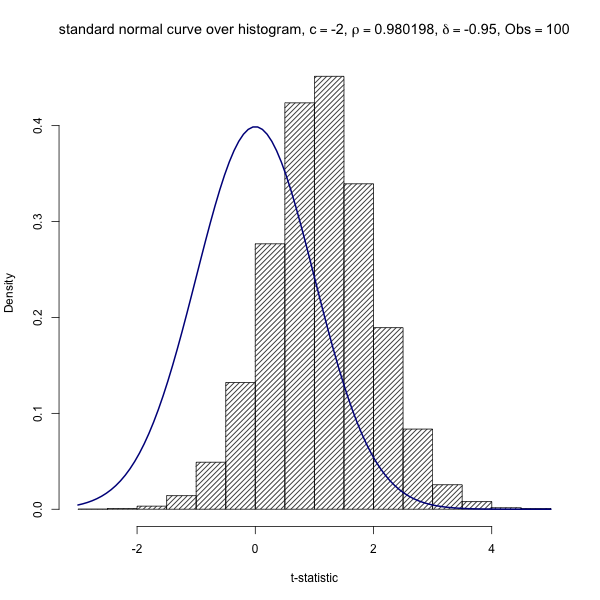 standard normal curve over histogram, c = -2, ρ = 0.980198, δ = -0.95, Obs = 100
0.4
0.3
0.2
0.1
0.0
Density
-2 0 2 4
t-statistic